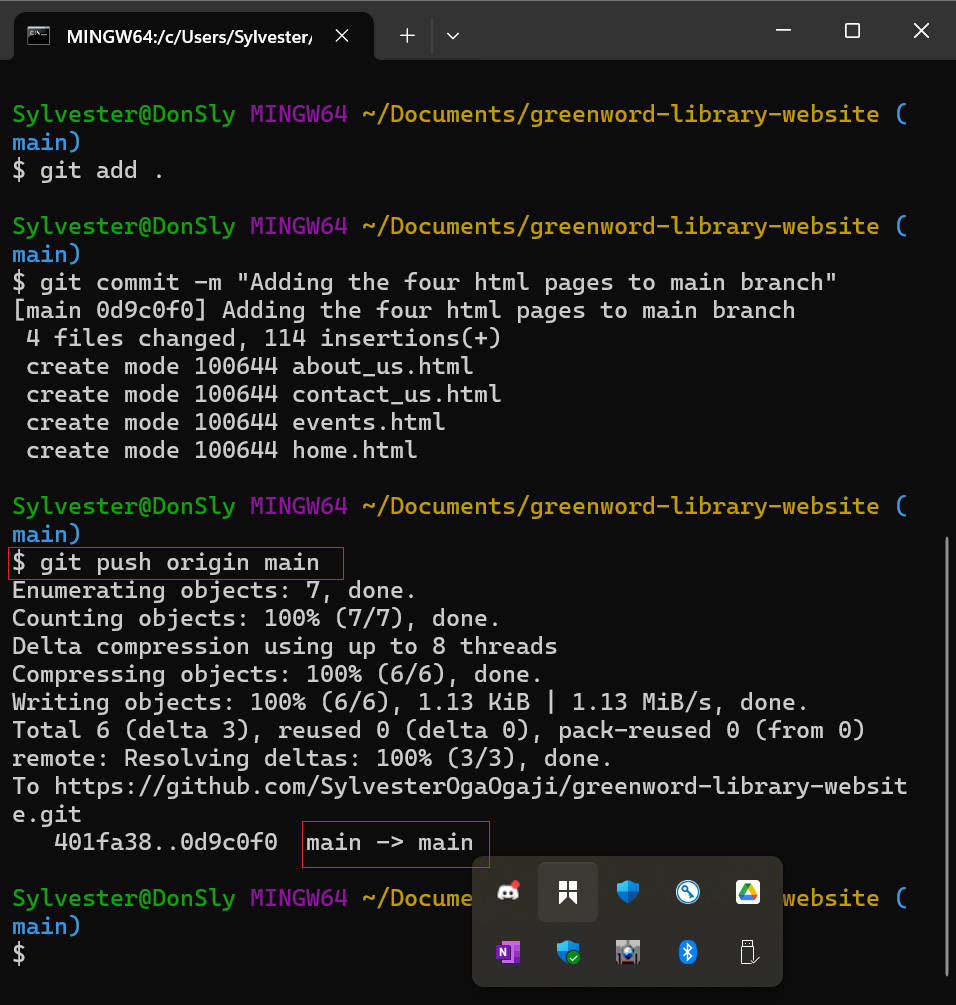 MINGW64:/c/Users/Sylvester/
Sylvester@DonSly MINGW64 ~/Documents/greenword-library-website (
main)
$ git add .
Sylvester@DonSly MINGW64 ~/Documents/greenword-library-website (
main)
$ git commit -m "Adding the four html pages to main branch"
[main 0d9c0f0] Adding the four html pages to main branch
 4 files changed, 114 insertions(+)
 create mode 100644 about_us.html
 create mode 100644 contact_us.html
 create mode 100644 events.html
 create mode 100644 home.html
Sylvester@DonSly MINGW64 ~/Documents/greenword-library-website (
main)
$ git push origin main
Enumerating objects: 7, done.
Counting objects: 100% (7/7), done.
Delta compression using up to 8 threads
Compressing objects: 100% (6/6), done.
Writing objects: 100% (6/6), 1.13 KiB | 1.13 MiB/s, done.
Total 6 (delta 3), reused 0 (delta 0), pack-reused 0 (from 0)
remote: Resolving deltas: 100% (3/3), done.
To https://github.com/SylvesterOgaOgaji/greenword-library-websit
e.git
   401fa38..0d9c0f0  main -> main
Sylvester@DonSly MINGW64 ~/Docume website (
main)
$